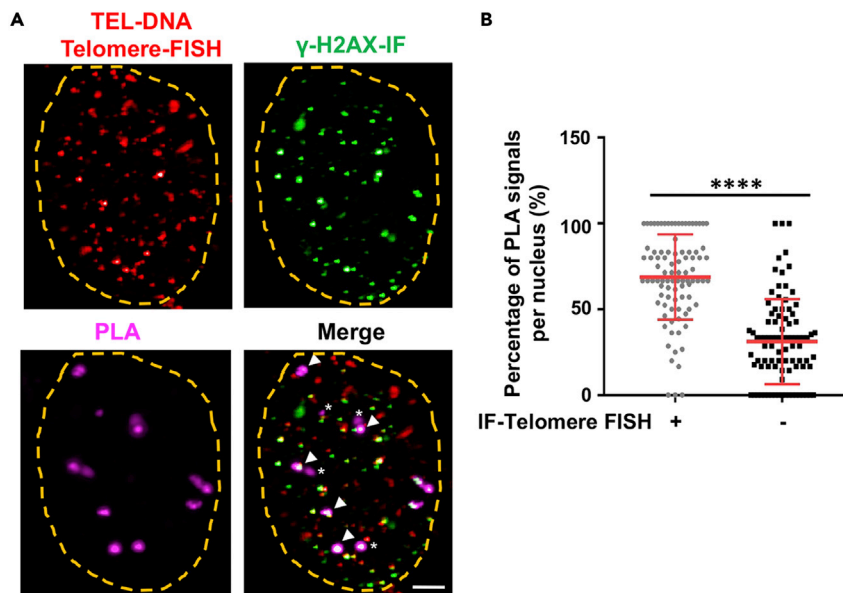 A
TEL-DNA
Telomere-FISH
γ-H2AX-IF
PLA
Merge
*
*
*
*
B
Percentage of PLA signals
per nucleus (%)
150
100
50
0
****
IF-Telomere FISH + -